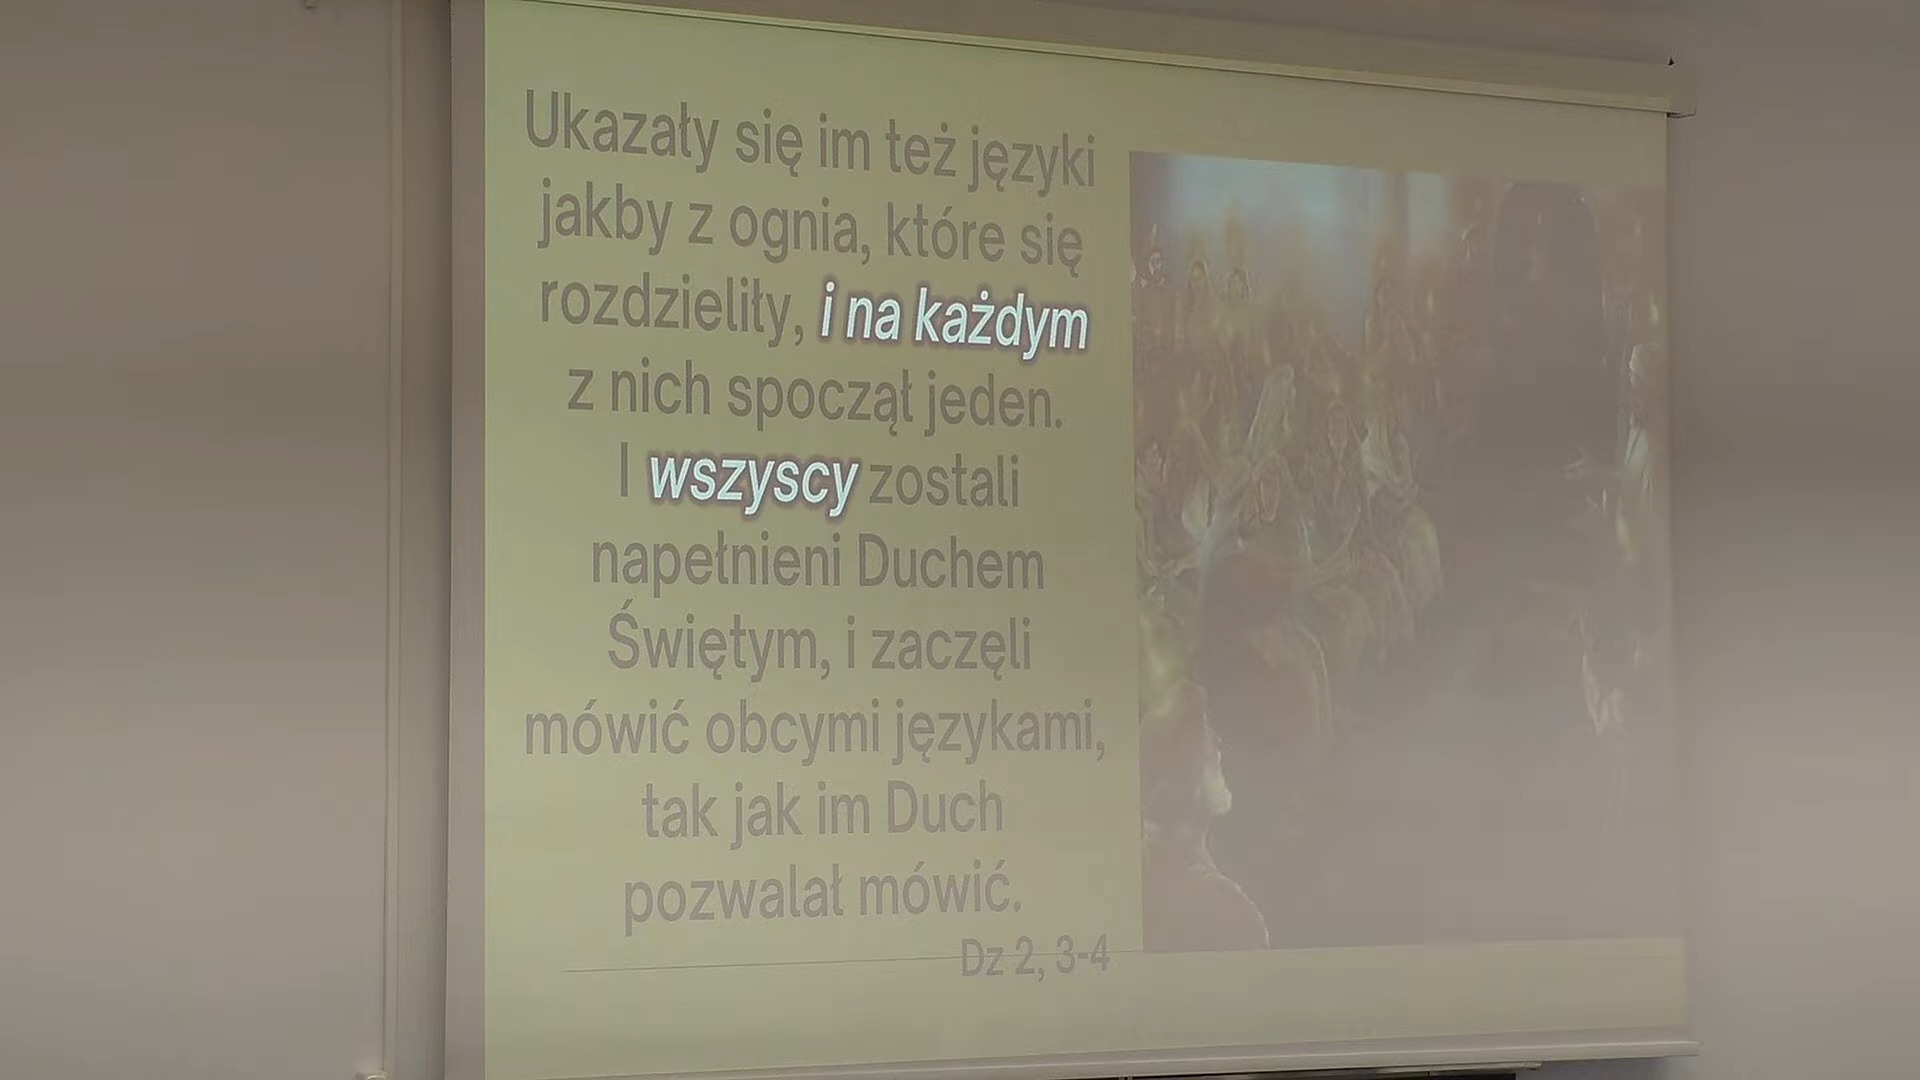 Ukazały się im też języki
jakby z ognia, które się
rozdzieliły, i na każdym
z nich spoczął jeden.
I wszyscy zostali
napełnieni Duchem
Świętym, i zaczęli
mówić obcymi językami,
tak jak im Duch
pozwalał mówić.
Dz 2, 3-4